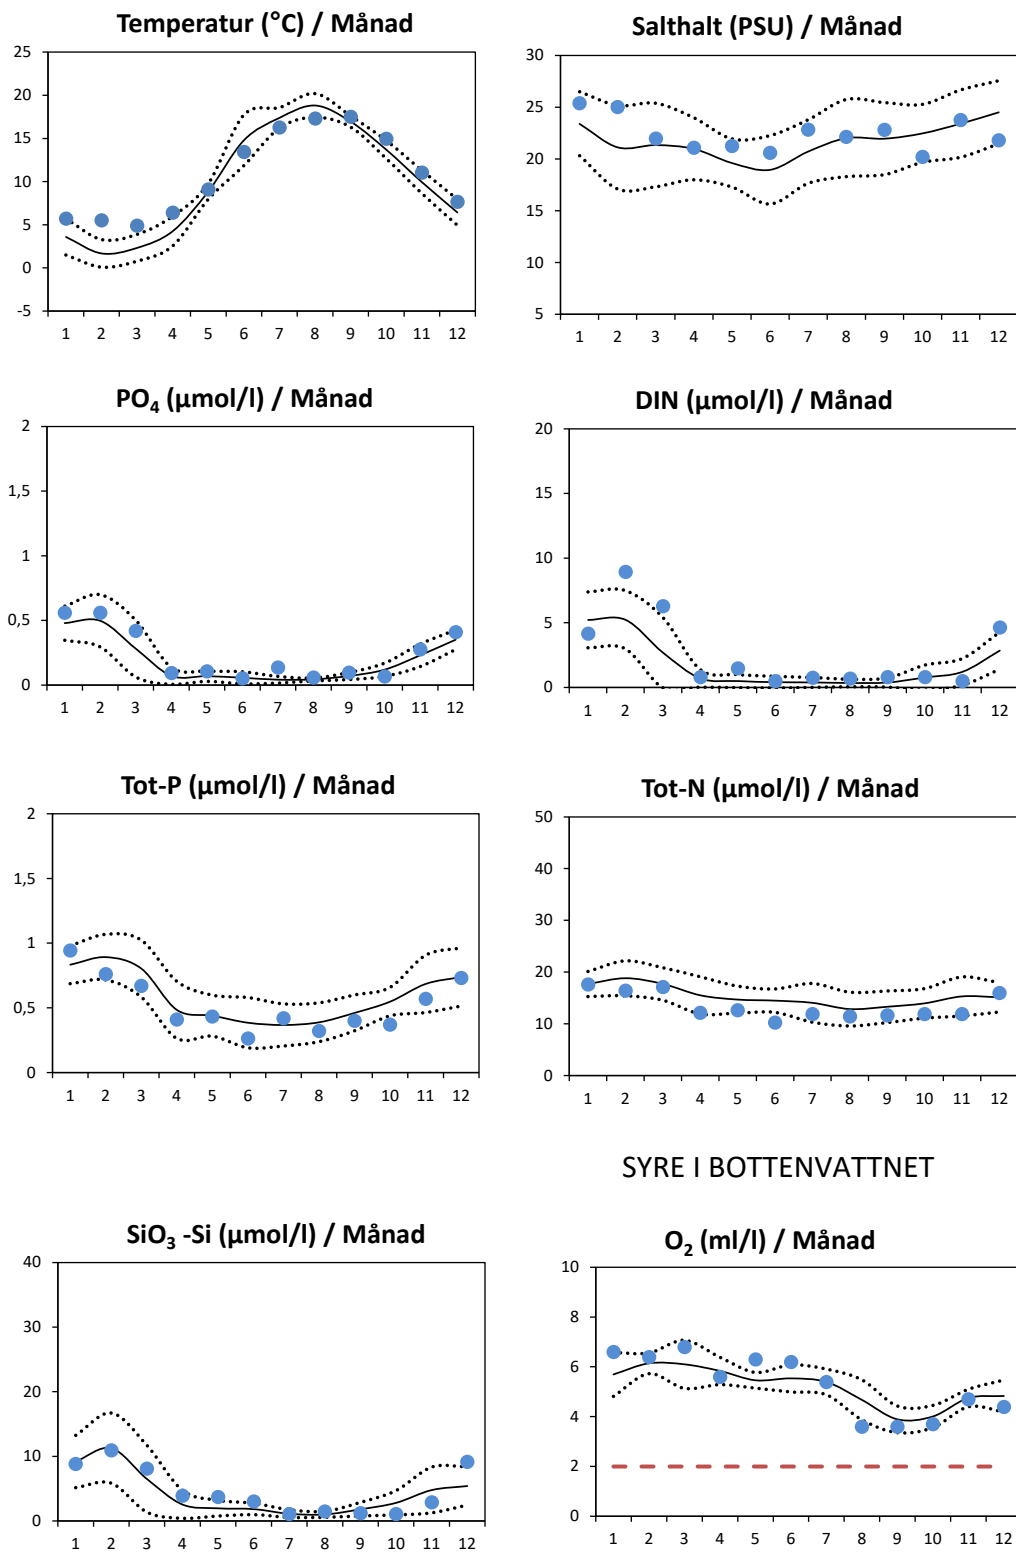 Temperatur (°C) / Månad
25
20
15
10
5
0
-5
1 2 3 4 5 6 7 8 9 10 11 12
Salthalt (PSU) / Månad
30
25
20
15
10
5
1 2 3 4 5 6 7 8 9 10 11 12
PO₄ (µmol/l) / Månad
2
1,5
1
0,5
0
1 2 3 4 5 6 7 8 9 10 11 12
DIN (µmol/l) / Månad
20
15
10
5
0
1 2 3 4 5 6 7 8 9 10 11 12
Tot-P (µmol/l) / Månad
2
1,5
1
0,5
0
1 2 3 4 5 6 7 8 9 10 11 12
Tot-N (µmol/l) / Månad
50
40
30
20
10
0
1 2 3 4 5 6 7 8 9 10 11 12
SiO₃ -Si (µmol/l) / Månad
40
30
20
10
0
1 2 3 4 5 6 7 8 9 10 11 12
SYRE I BOTTENVATTNET
O₂ (ml/l) / Månad
10
8
6
4
2
0
1 2 3 4 5 6 7 8 9 10 11 12